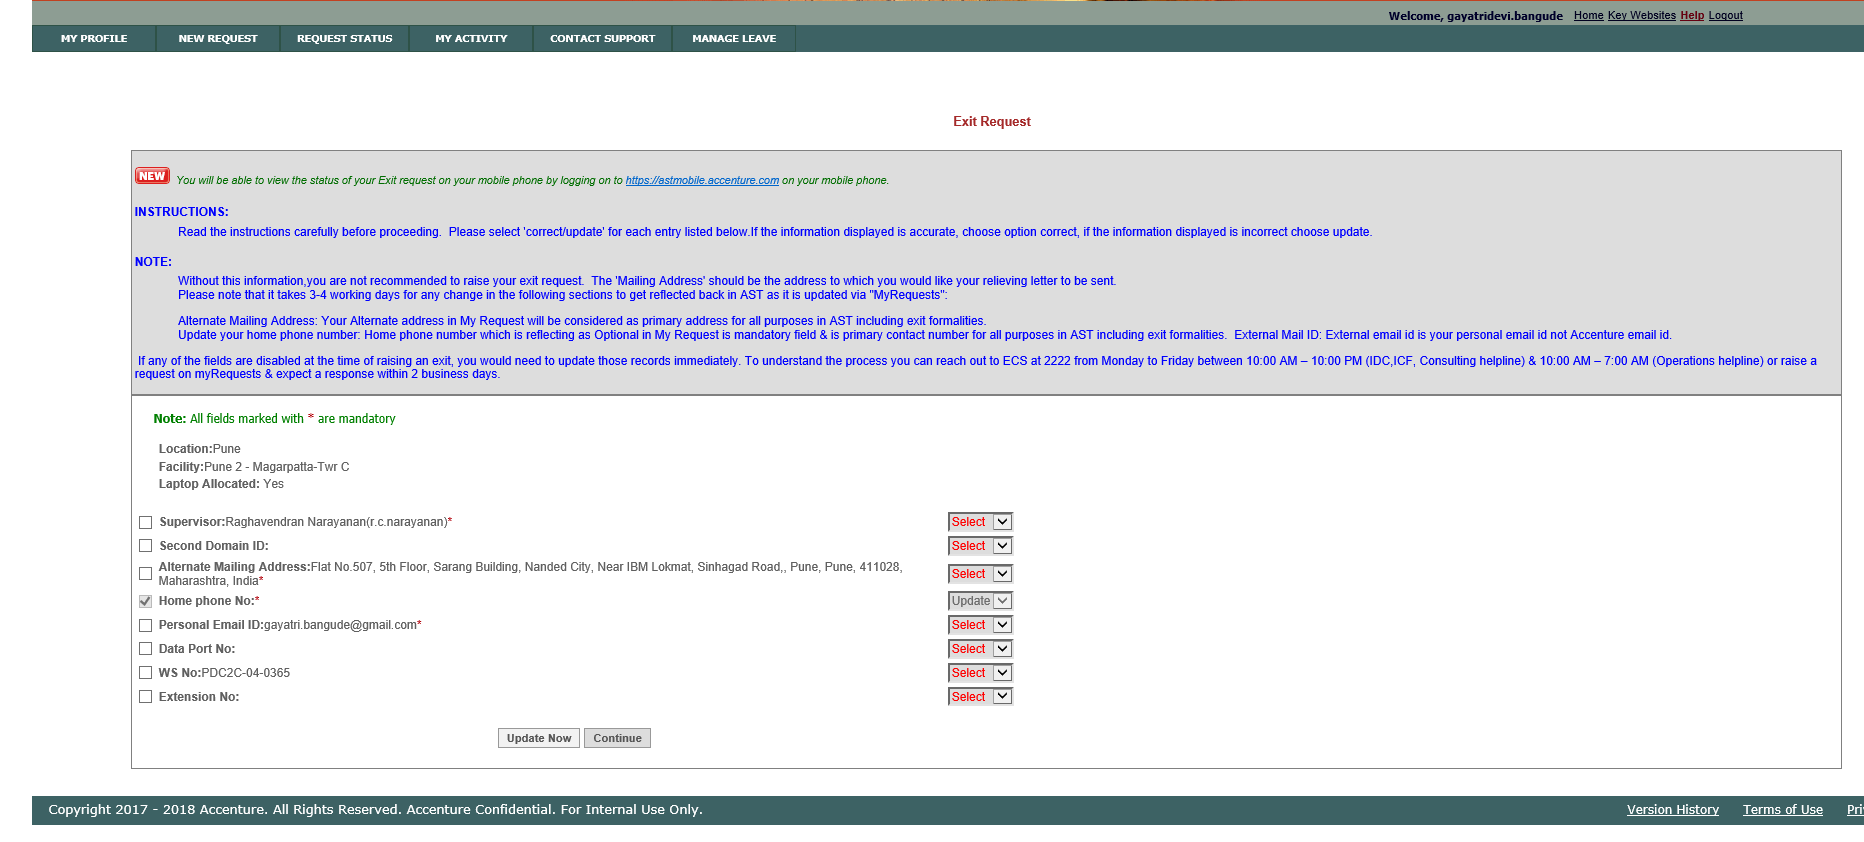 Welcome, gayatridevi.bangude Home Key Websites Help Logout
MY PROFILE NEW REQUEST REQUEST STATUS MY ACTIVITY CONTACT SUPPORT MANAGE LEAVE
Exit Request
NEW You will be able to view the status of your Exit request on your mobile phone by logging on to https://astmobile.accenture.com on your mobile phone.
INSTRUCTIONS:
Read the instructions carefully before proceeding. Please select 'correct/update' for each entry listed below.If the information displayed is accurate, choose option correct, if the information displayed is incorrect choose update.
NOTE:
Without this information,you are not recommended to raise your exit request. The 'Mailing Address' should be the address to which you would like your relieving letter to be sent.
Please note that it takes 3-4 working days for any change in the following sections to get reflected back in AST as it is updated via "MyRequests":
Alternate Mailing Address: Your Alternate address in My Request will be considered as primary address for all purposes in AST including exit formalities.
Update your home phone number: Home phone number which is reflecting as Optional in My Request is mandatory field & is primary contact number for all purposes in AST including exit formalities. External Mail ID: External email id is your personal email id not Accenture email id.
If any of the fields are disabled at the time of raising an exit, you would need to update those records immediately. To understand the process you can reach out to ECS at 2222 from Monday to Friday between 10:00 AM – 10:00 PM (IDC,ICF, Consulting helpline) & 10:00 AM – 7:00 AM (Operations helpline) or raise a
request on myRequests & expect a response within 2 business days.
Note: All fields marked with * are mandatory
Location:Pune
Facility:Pune 2 - Magarpatta-Twr C
Laptop Allocated: Yes
Supervisor:Raghavendran Narayanan(r.c.narayanan)* Select
Second Domain ID: Select
Alternate Mailing Address:Flat No.507, 5th Floor, Sarang Building, Nanded City, Near IBM Lokmat, Sinhagad Road,, Pune, Pune, 411028, Select
Maharashtra, India*
Home phone No:* Update
Personal Email ID:gayatri.bangude@gmail.com* Select
Data Port No: Select
WS No:PDC2C-04-0365 Select
Extension No: Select
Update Now Continue
Copyright 2017 - 2018 Accenture. All Rights Reserved. Accenture Confidential. For Internal Use Only. Version History Terms of Use Pri